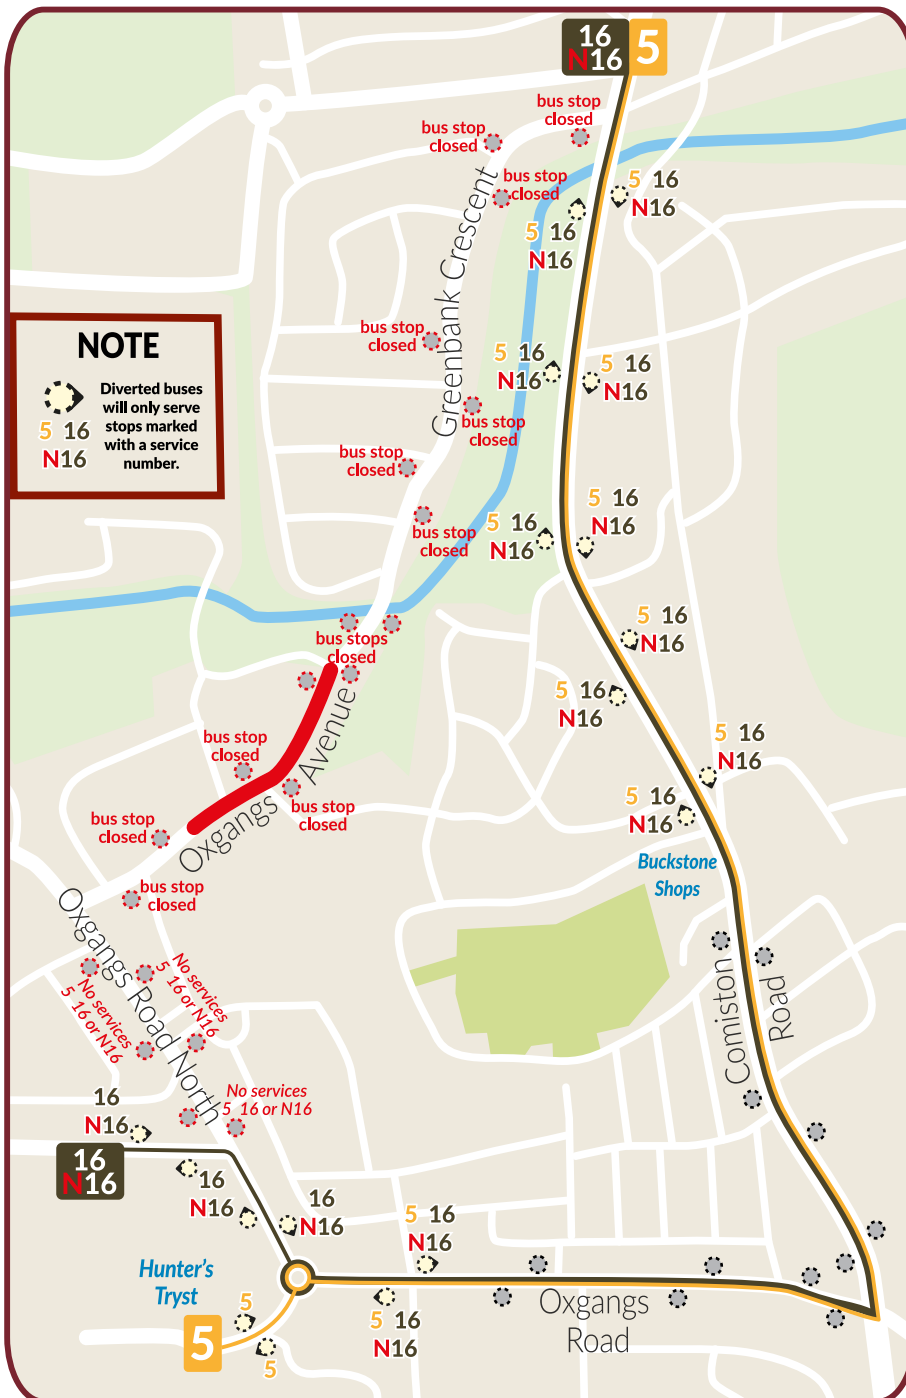 16
N16
5
bus stop
closed
bus stop
closed
bus stop
closed
5 16
N16
5 16
N16
Greenbank Crescent
bus stop
closed
5 16
N16
5 16
N16
NOTE
Diverted buses
will only serve
stops marked
with a service
number.
5 16
N16
bus stop
closed
bus stop
closed
5 16
N16
5 16
N16
bus stop
closed
bus stops
closed
5 16
N16
5 16
N16
Oxgangs Avenue
bus stop
closed
bus stop
closed
bus stop
closed
5 16
N16
5 16
N16
Buckstone
Shops
bus stop
closed
Oxgangs Road North
No services
5 16 or N16
No services
5 16 or N16
Comiston
Road
No services
5 16 or N16
16
N16
16
N16
16
N16
16
N16
5 16
N16
Hunter's
Tryst
5
5
5
5 16
N16
Oxgangs
Road